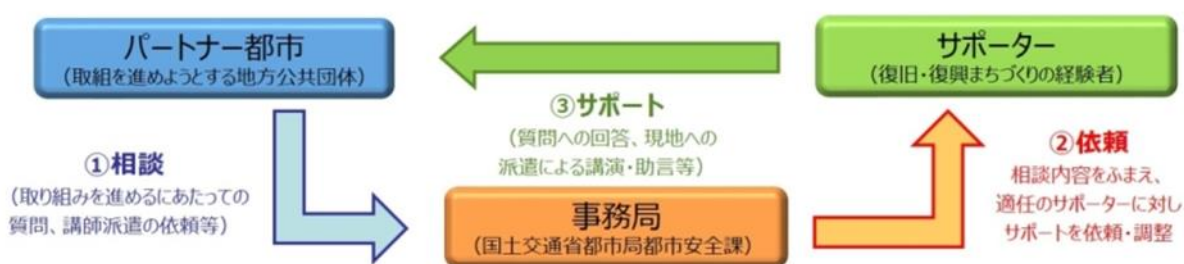 パートナー都市
(取組を進めようとする地方公共団体)
サポーター
(復旧・復興まちづくりの経験者)
③サポート
(質問への回答、現地への
派遣による講演・助言等)
①相談
(取り組みを進めるにあたっての
質問、講師派遣の依頼等)
②依頼
相談内容をふまえ、
適任のサポーターに対し
サポートを依頼・調整
事務局
(国土交通省都市局都市安全課)